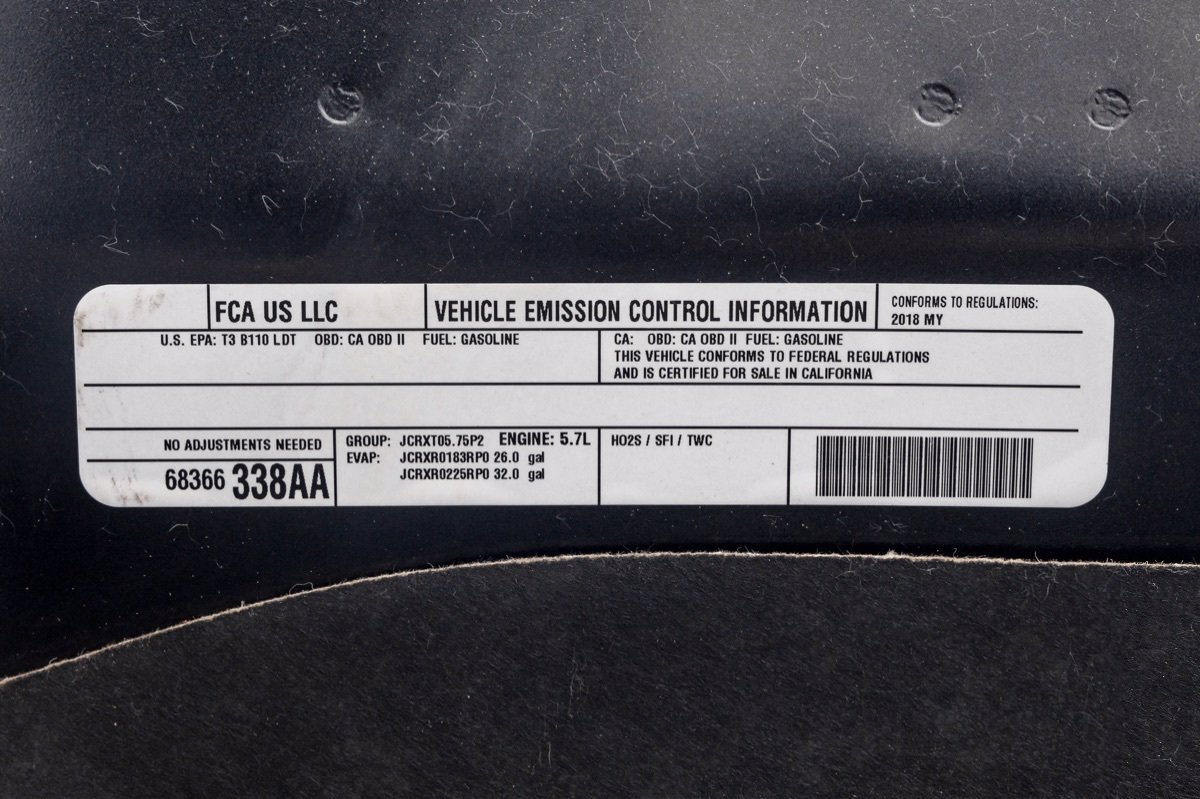 FCA US LLC
VEHICLE EMISSION CONTROL INFORMATION
CONFORMS TO REGULATIONS:
2018 MY
U.S. EPA: T3 B110 LDT OBD: CA OBD II FUEL: GASOLINE
CA: OBD: CA OBD II FUEL: GASOLINE
THIS VEHICLE CONFORMS TO FEDERAL REGULATIONS
AND IS CERTIFIED FOR SALE IN CALIFORNIA
NO ADJUSTMENTS NEEDED
68366 338AA
GROUP: JCRXT05.75P2 ENGINE: 5.7L
EVAP: JCRXR0183RP0 26.0 gal
JCRXR0225RP0 32.0 gal
HO2S / SFI / TWC